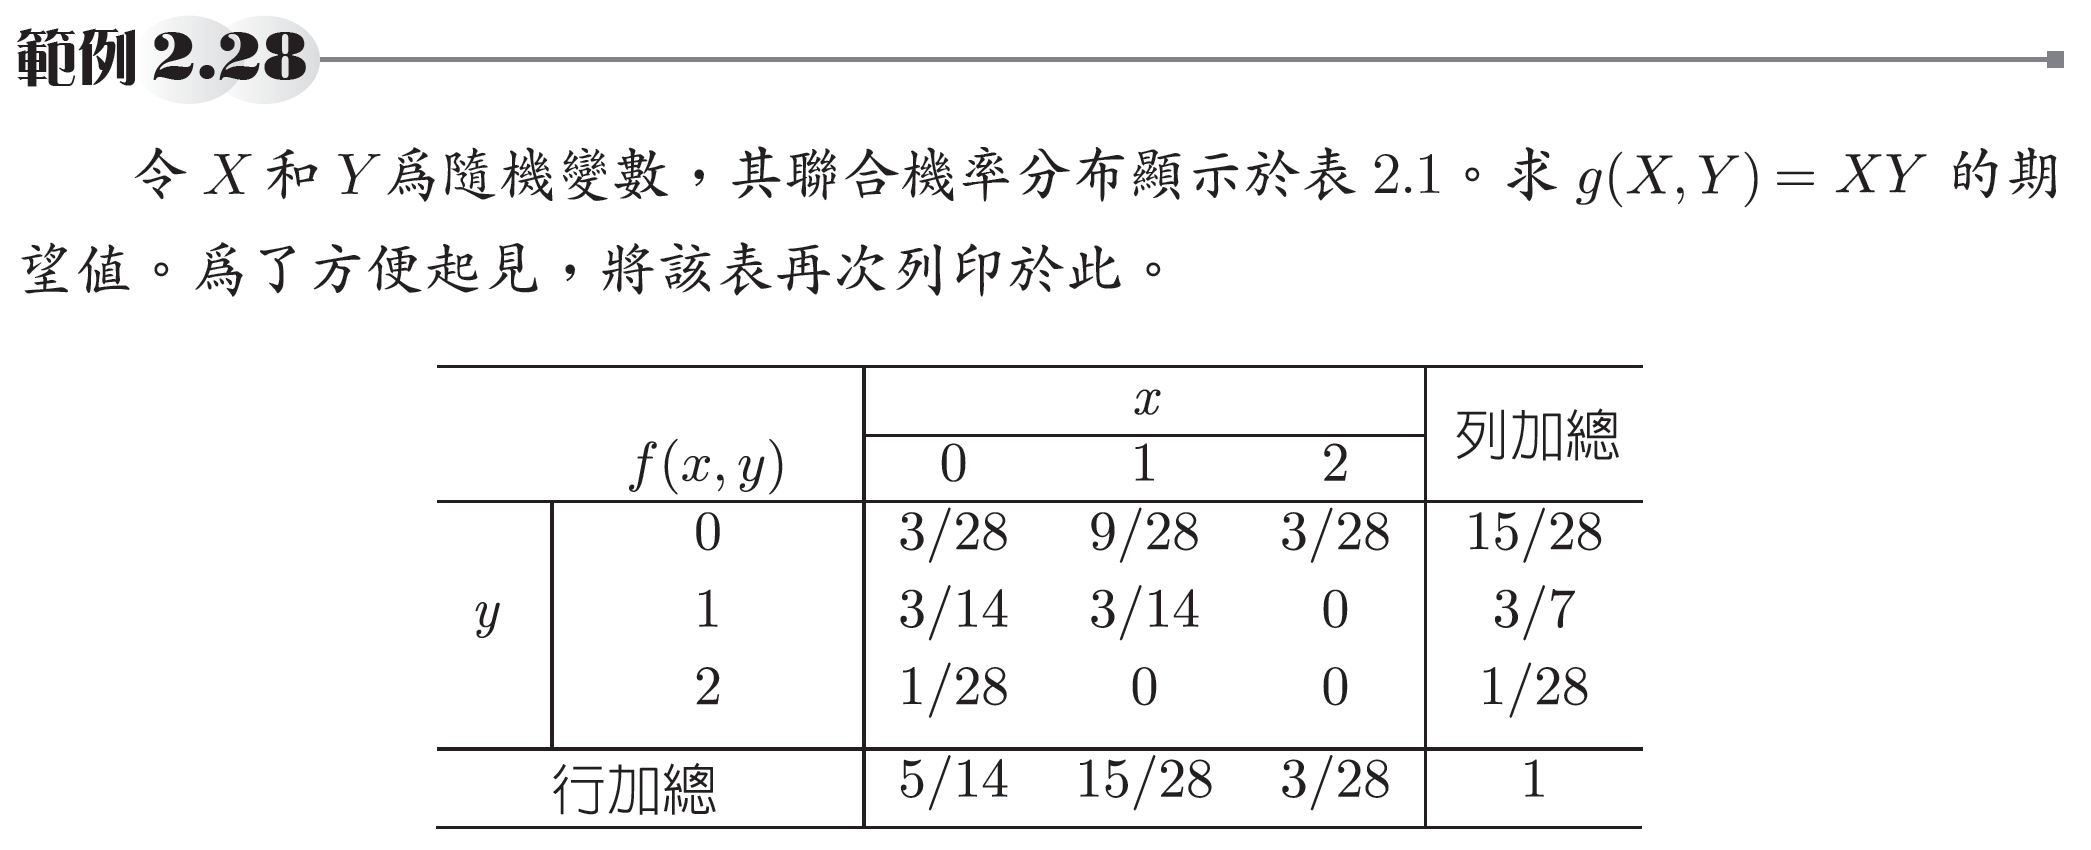 範例 2.28
令 X 和 Y 爲隨機變數，其聯合機率分布顯示於表 2.1。求 g(X, Y) = XY 的期
望值。爲了方便起見，將該表再次列印於此。
x 列加總
f(x, y) 0 1 2
0 3/28 9/28 3/28 15/28
y 1 3/14 3/14 0 3/7
2 1/28 0 0 1/28
行加總 5/14 15/28 3/28 1